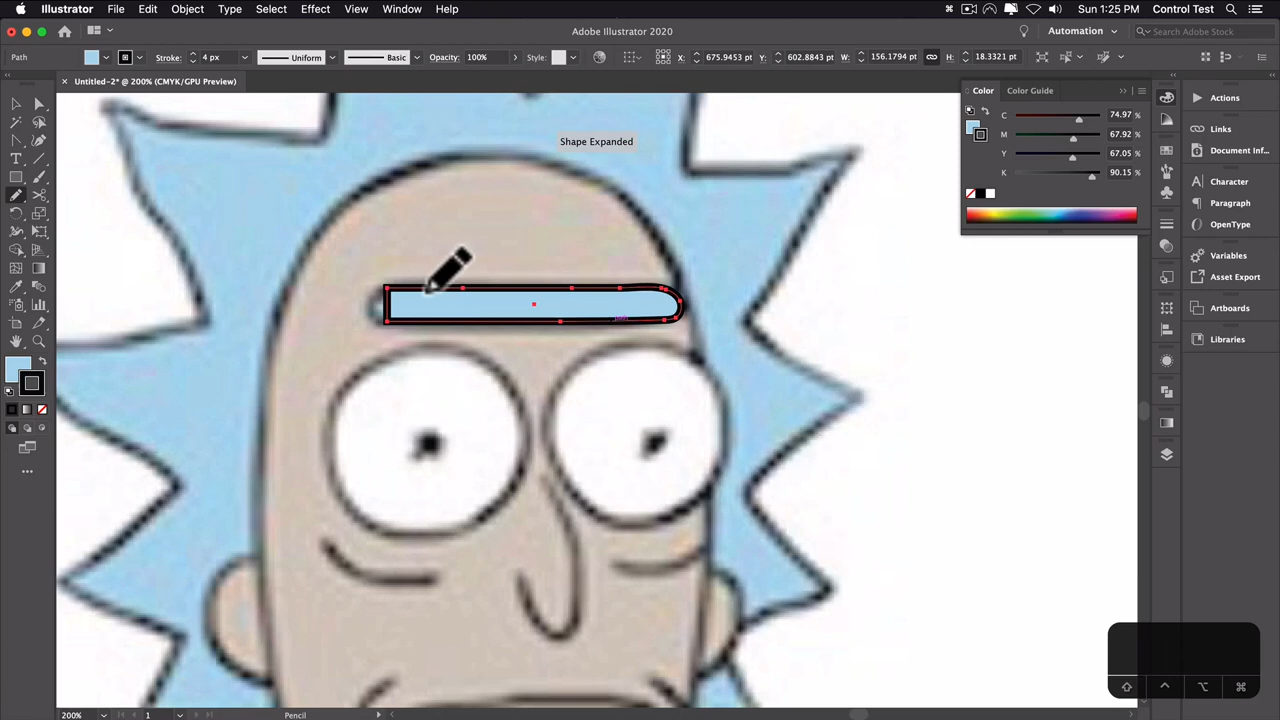 Illustrator File Edit Object Type Select Effect View Window Help Sun 1:25 PM Control Test
Adobe Illustrator 2020 Automation Search Adobe Stock
Path Stroke: 4 px Uniform Basic Opacity: 100% Style: X: 675.9453 pt Y: 602.8843 pt W: 156.1794 pt H: 18.3321 pt
Untitled-2* @ 200% (CMYK/GPU Preview)
Color Color Guide
C 74.97 %
M 67.92 %
Y 67.05 %
K 90.15 %
Actions
Links
Document Inf...
Character
Paragraph
OpenType
Variables
Asset Export
Artboards
Libraries
Shape Expanded
200% 1 Pencil